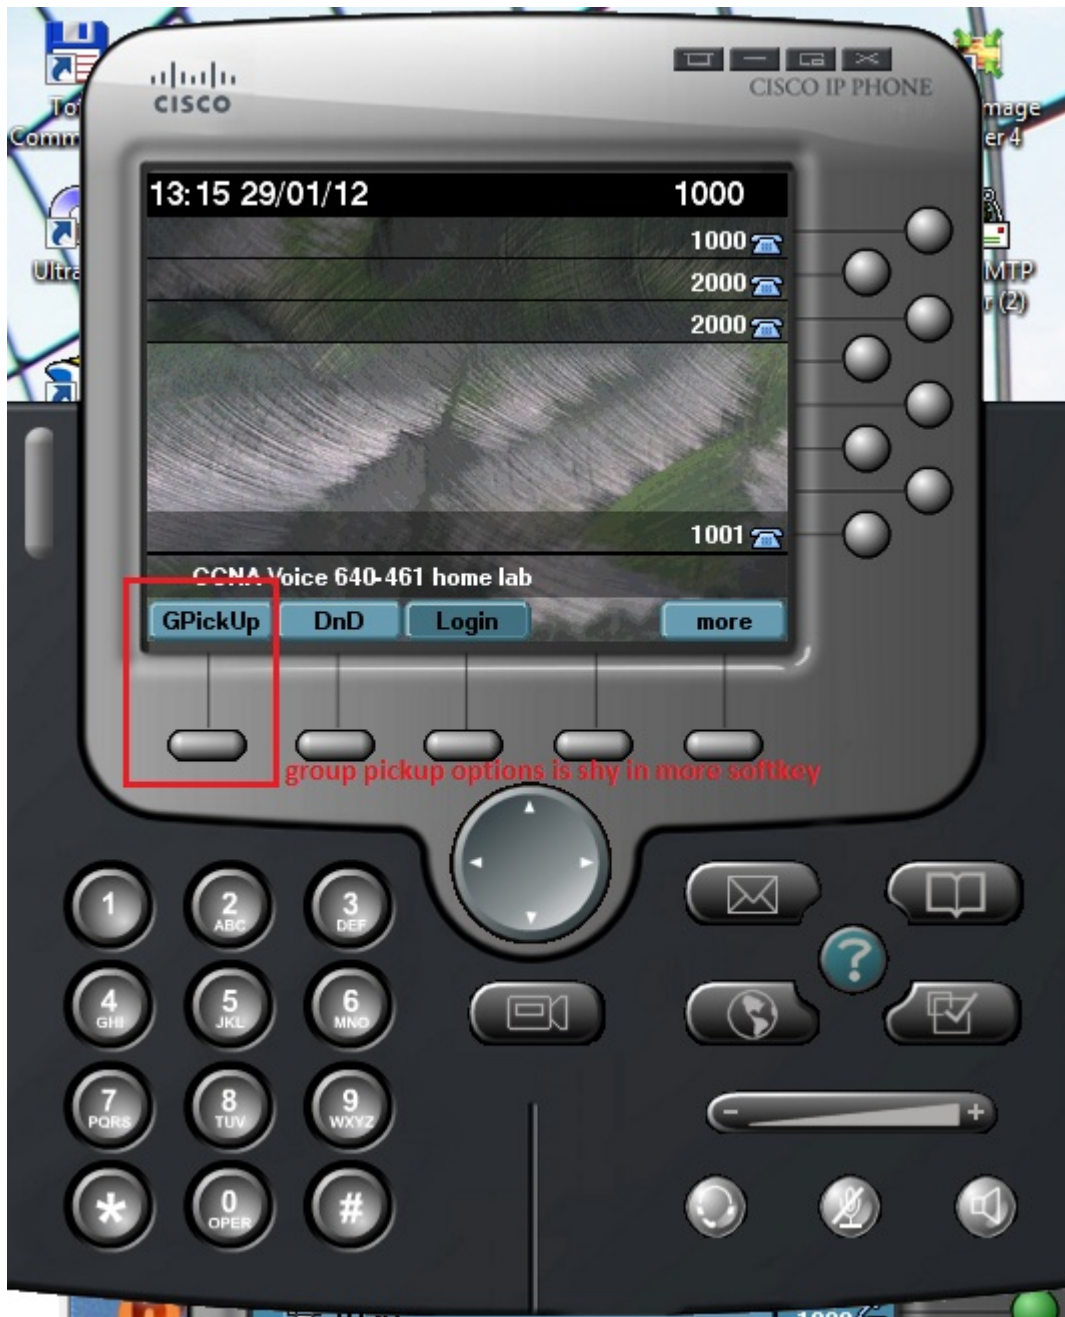 CISCO
CISCO IP PHONE
13:15 29/01/12 1000
1000
2000
2000
1001
CCNA Voice 640-461 home lab
GPickUp DnD Login more
group pickup options is shy in more softkey
1 2 ABC 3 DEF
4 GHI 5 JKL 6 MNO
7 PQRS 8 TUV 9 WXYZ
* 0 OPER #
?
- +